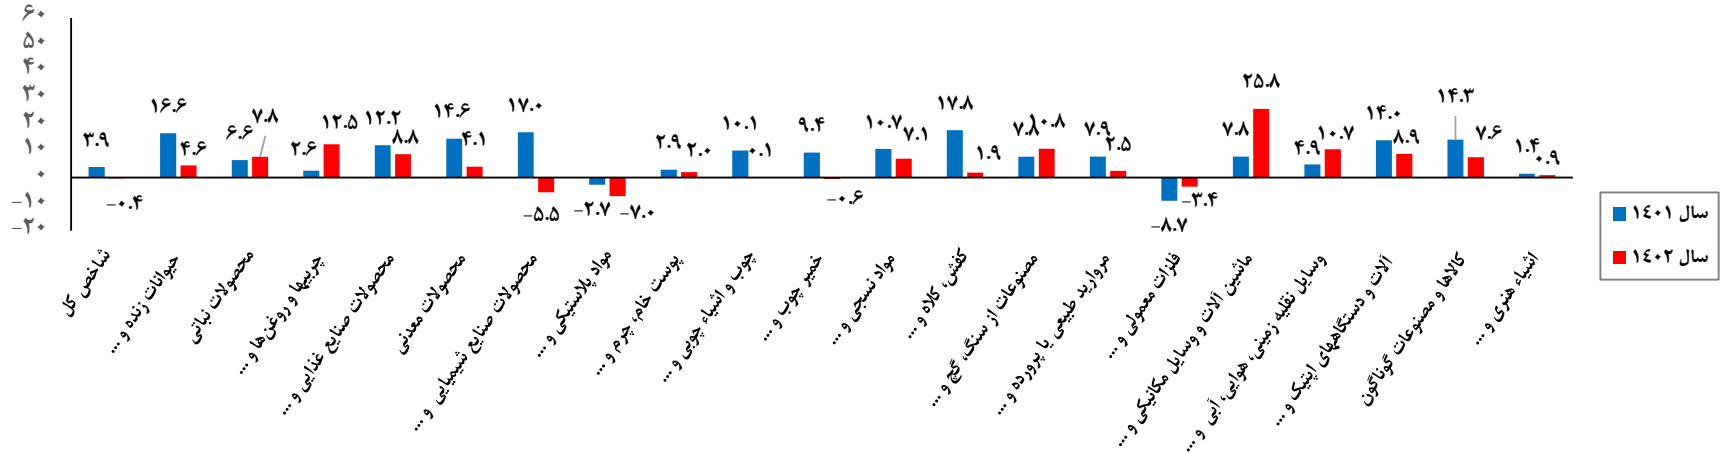 ۶۰
۵۰
۴۰
۳۰
۲۰
۱۰
۰
-۱۰
-۲۰
۳.۹
-۰.۴
۱۶.۶
۴.۶
۶.۶
۷.۸
۲.۶
۱۲.۵
۱۲.۲
۸.۸
۱۴.۶
۴.۱
۱۷.۰
-۵.۵
-۲.۷
-۷.۰
۲.۹
۲.۰
۱۰.۱
۰.۱
۹.۴
-۰.۶
۱۰.۷
۷.۱
۱۷.۸
۱.۹
۷.۸
۱۰.۸
۷.۹
۲.۵
-۸.۷
-۳.۴
۷.۸
۲۵.۸
۴.۹
۱۰.۷
۱۴.۰
۸.۹
۱۴.۳
۷.۶
۱.۴
۰.۹
شاخص کل
حیوانات زنده و ...
محصولات نباتی
چربیها و روغن‌ها و ...
محصولات صنایع غذایی و ...
محصولات معدنی
محصولات صنایع شیمیایی و ...
مواد پلاستیکی و ...
پوست خام، چرم و ...
چوب و اشیاء چوبی و ...
خمیر چوب و ...
مواد نسجی و ...
کفش، کلاه و ...
مصنوعات از سنگ، گچ و ...
مروارید طبیعی یا پرورده و ...
فلزات معمولی و ...
ماشین آلات و وسایل مکانیکی و ...
وسایل نقلیه زمینی، هوایی، آبی و ...
آلات و دستگاههای اپتیک و ...
کالاها و مصنوعات گوناگون
اشیاء هنری و ...
سال ۱۴۰۱
سال ۱۴۰۲